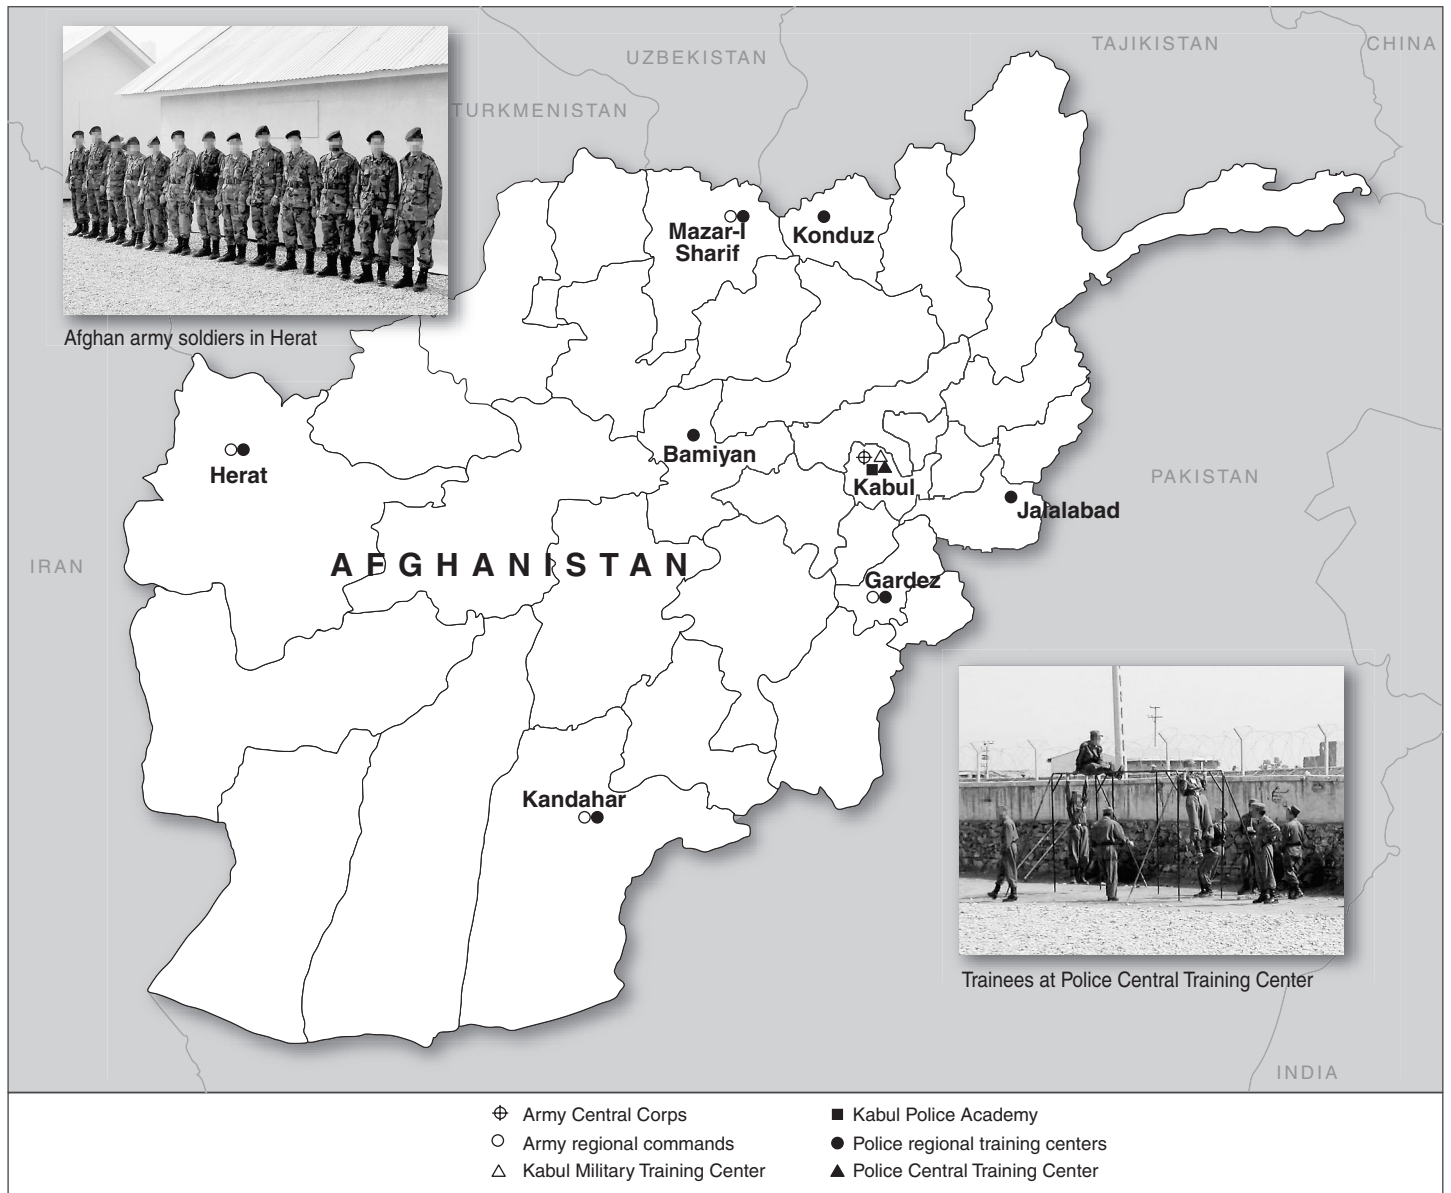 UZBEKISTAN
TAJIKISTAN
CHINA
TURKMENISTAN
Mazar-I
Sharif
Konduz
Afghan army soldiers in Herat
Herat
Bamiyan
Kabul
PAKISTAN
Jalalabad
IRAN
AFGHANISTAN
Gardez
Kandahar
Trainees at Police Central Training Center
INDIA
Army Central Corps
Army regional commands
Kabul Military Training Center
Kabul Police Academy
Police regional training centers
Police Central Training Center